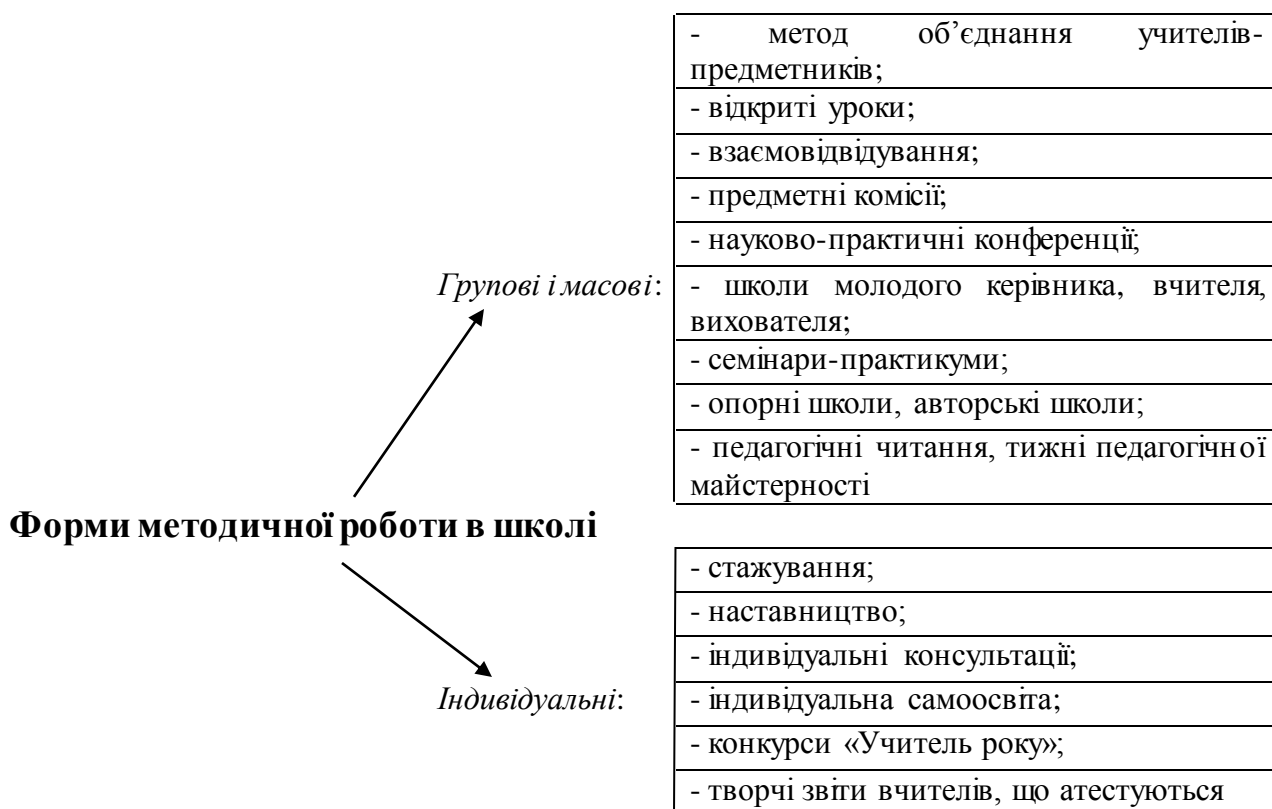 - метод об’єднання учителів-
предметників;
- відкриті уроки;
- взаємовідвідування;
- предметні комісії;
- науково-практичні конференції;
Групові і масові:
- школи молодого керівника, вчителя,
вихователя;
- семінари-практикуми;
- опорні школи, авторські школи;
- педагогічні читання, тижні педагогічної
майстерності
Форми методичної роботи в школі
- стажування;
- наставництво;
- індивідуальні консультації;
Індивідуальні:
- індивідуальна самоосвіта;
- конкурси «Учитель року»;
- творчі звіти вчителів, що атестуються